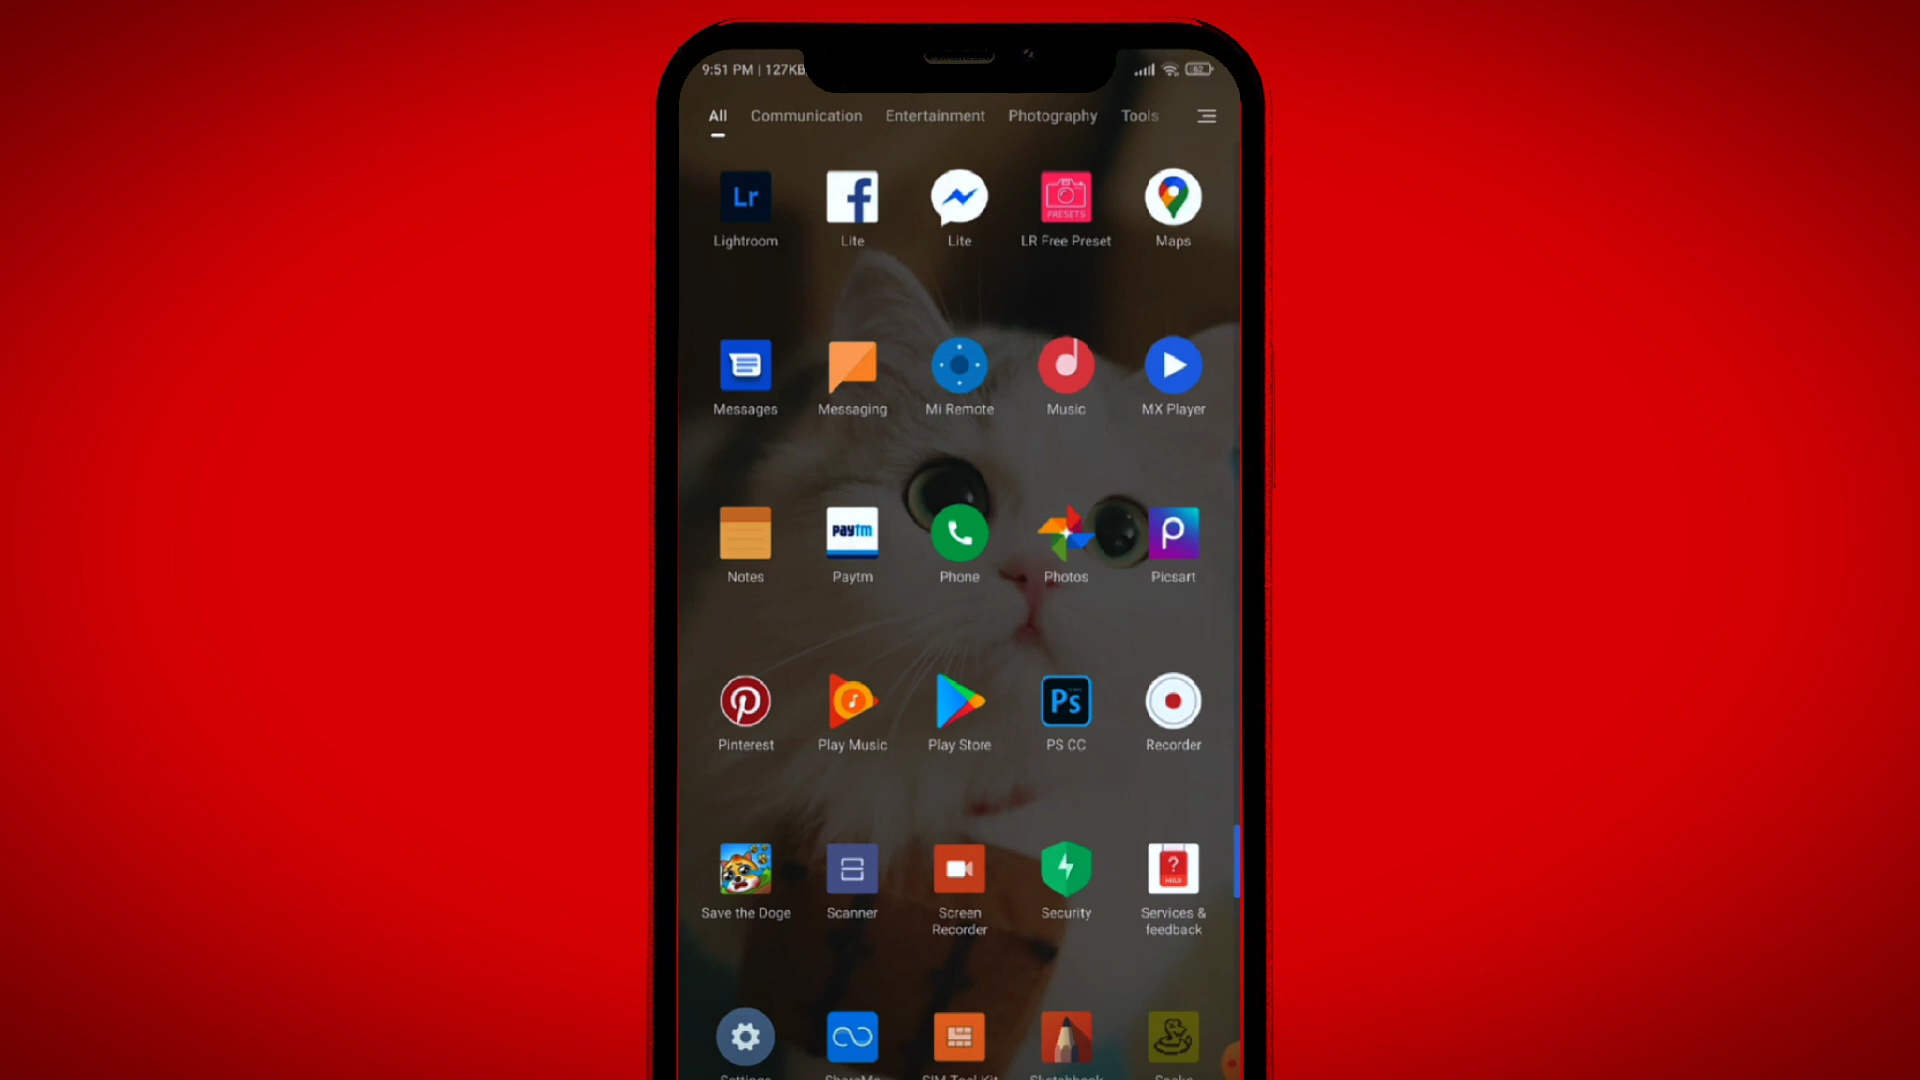 9:51 PM | 127KB
62
All Communication Entertainment Photography Tools
Lr
PRESETS
Lightroom Lite Lite LR Free Preset Maps
Messages Messaging Mi Remote Music MX Player
paytm
Notes Paytm Phone Photos Picsart
Ps
Pinterest Play Music Play Store PS CC Recorder
?
Save the Doge Scanner Screen Recorder Security Services & feedback